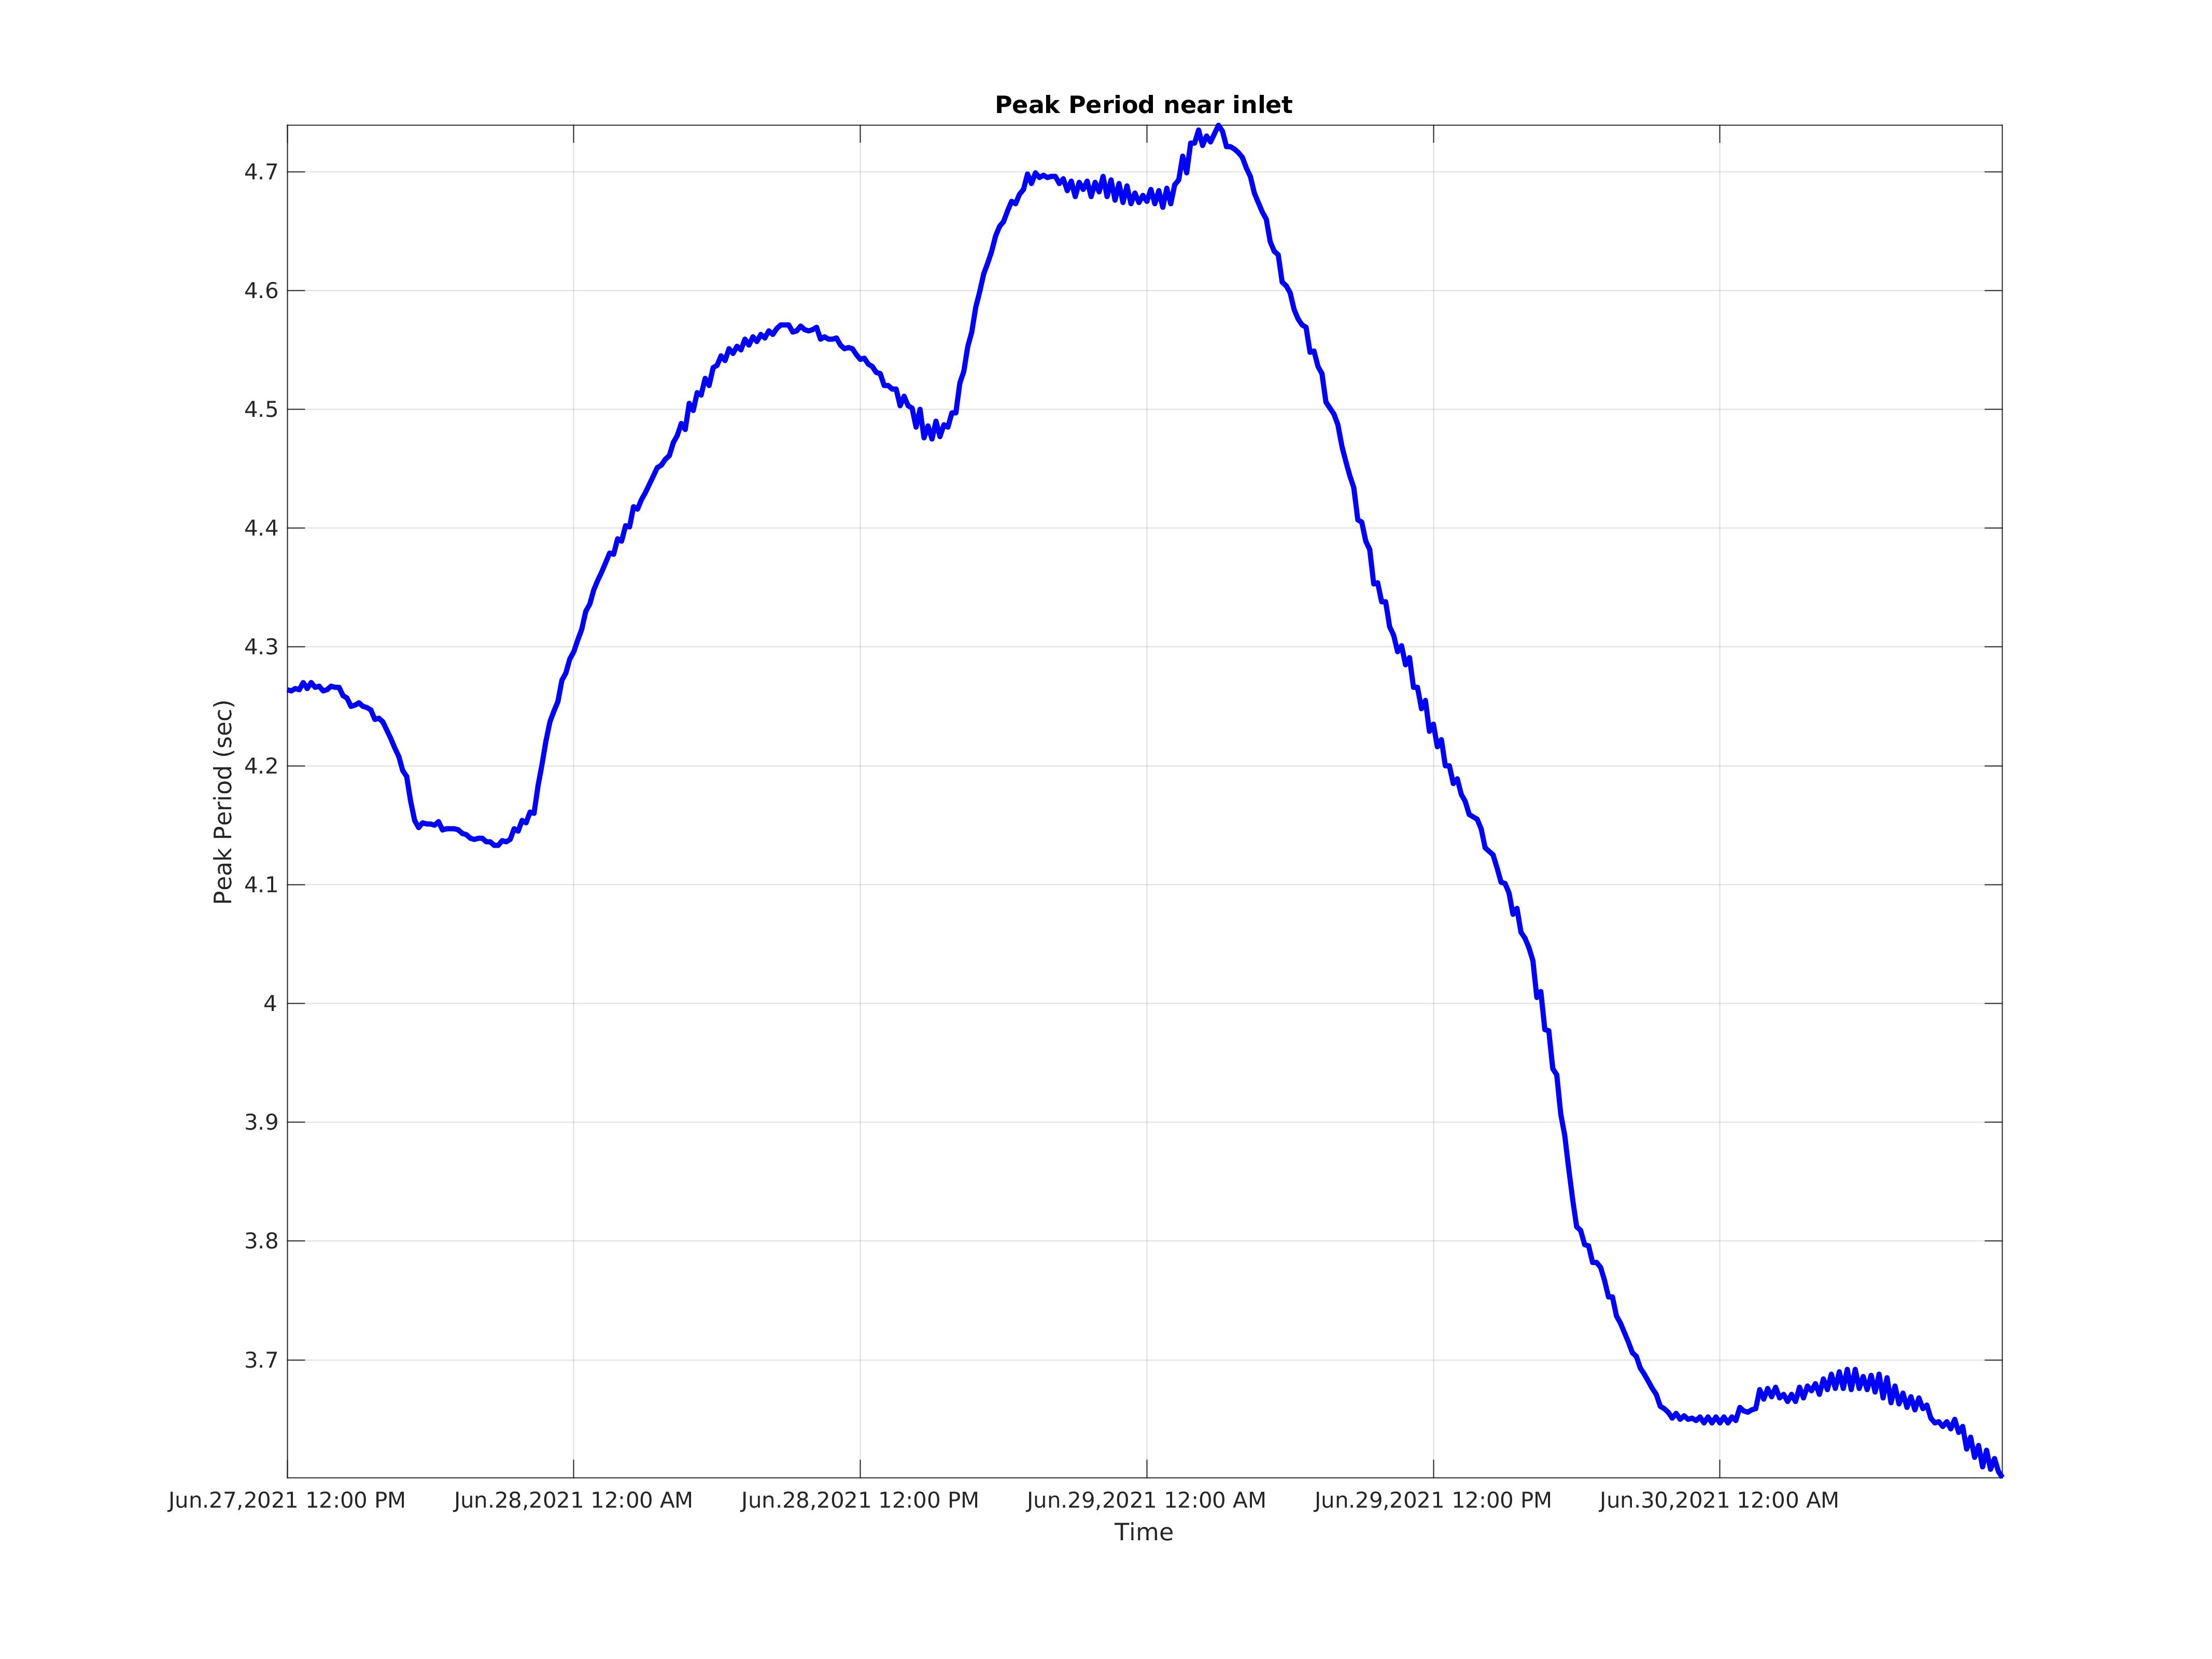 Peak Period near inlet
4.7
4.6
4.5
4.4
4.3
4.2
4.1
4
3.9
3.8
3.7
Peak Period (sec)
Jun.27,2021 12:00 PM Jun.28,2021 12:00 AM Jun.28,2021 12:00 PM Jun.29,2021 12:00 AM Jun.29,2021 12:00 PM Jun.30,2021 12:00 AM
Time